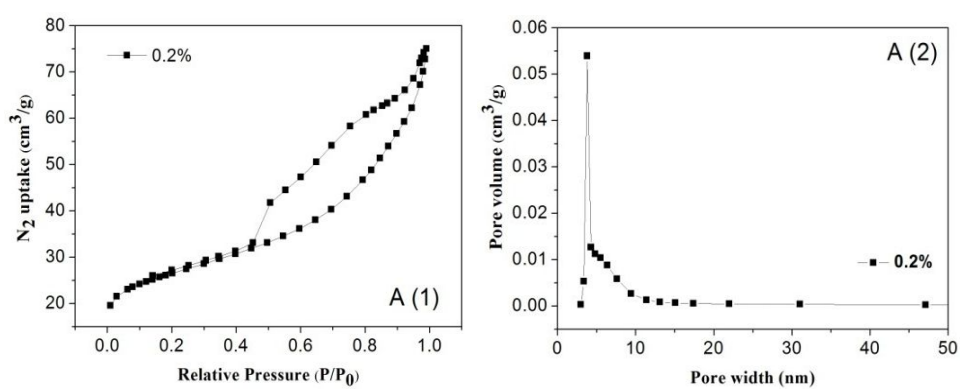 0.2%
A (1)
N2 uptake (cm3/g)
80
70
60
50
40
30
20
0.0 0.2 0.4 0.6 0.8 1.0
Relative Pressure (P/P0)
A (2)
0.2%
Pore volume (cm3/g)
0.06
0.05
0.04
0.03
0.02
0.01
0.00
0 10 20 30 40 50
Pore width (nm)